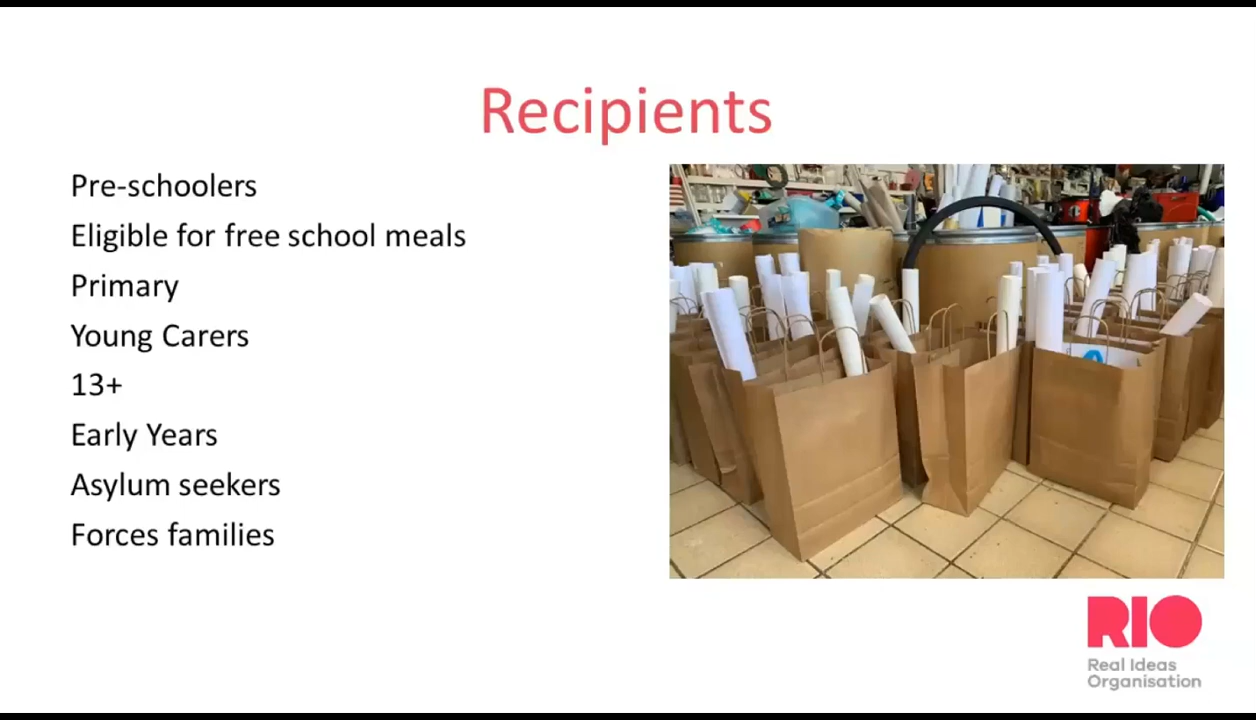 Recipients
Pre-schoolers
Eligible for free school meals
Primary
Young Carers
13+
Early Years
Asylum seekers
Forces families
RIO
Real Ideas
Organisation